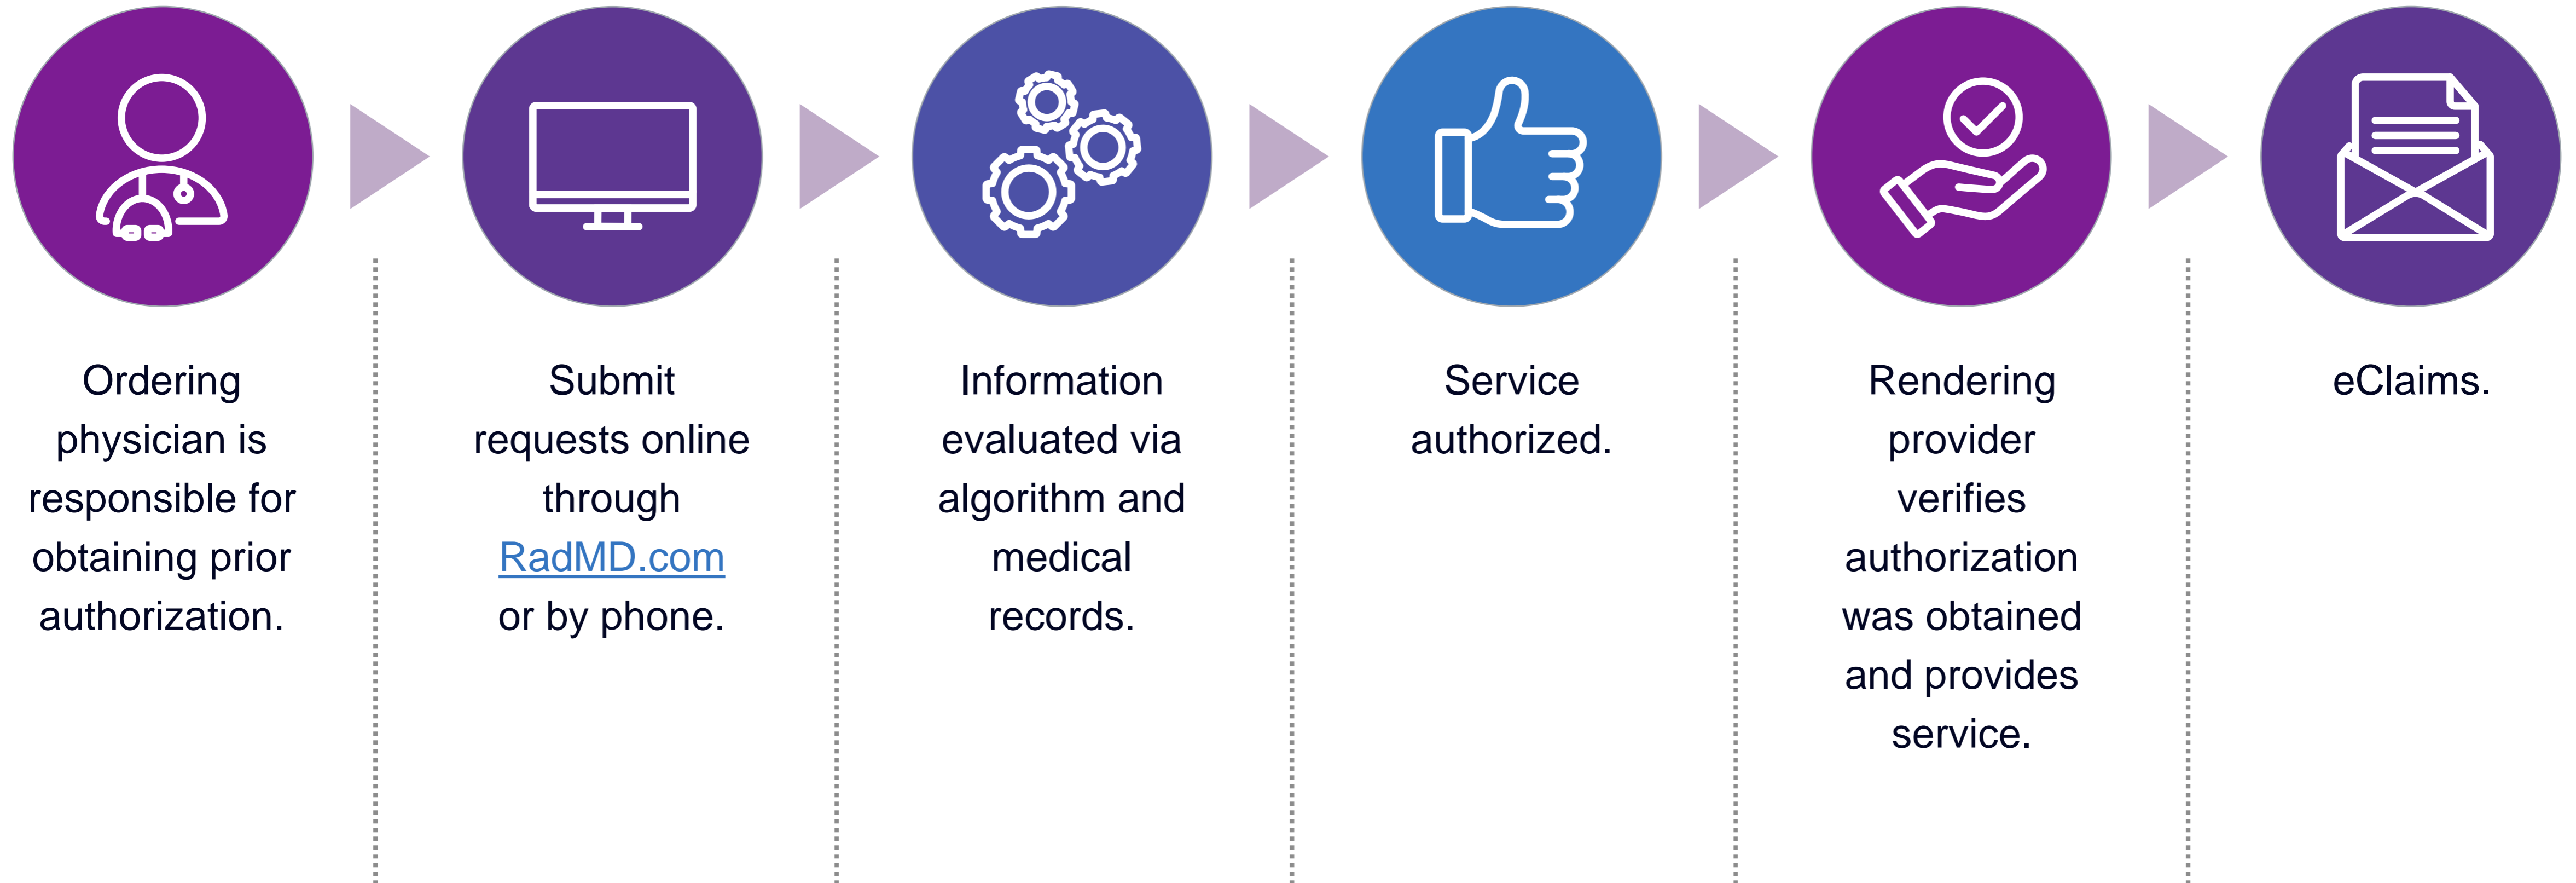 Ordering
physician is
responsible for
obtaining prior
authorization.
Submit
requests online
through
RadMD.com
or by phone.
Information
evaluated via
algorithm and
medical
records.
Service
authorized.
Rendering
provider
verifies
authorization
was obtained
and provides
service.
eClaims.